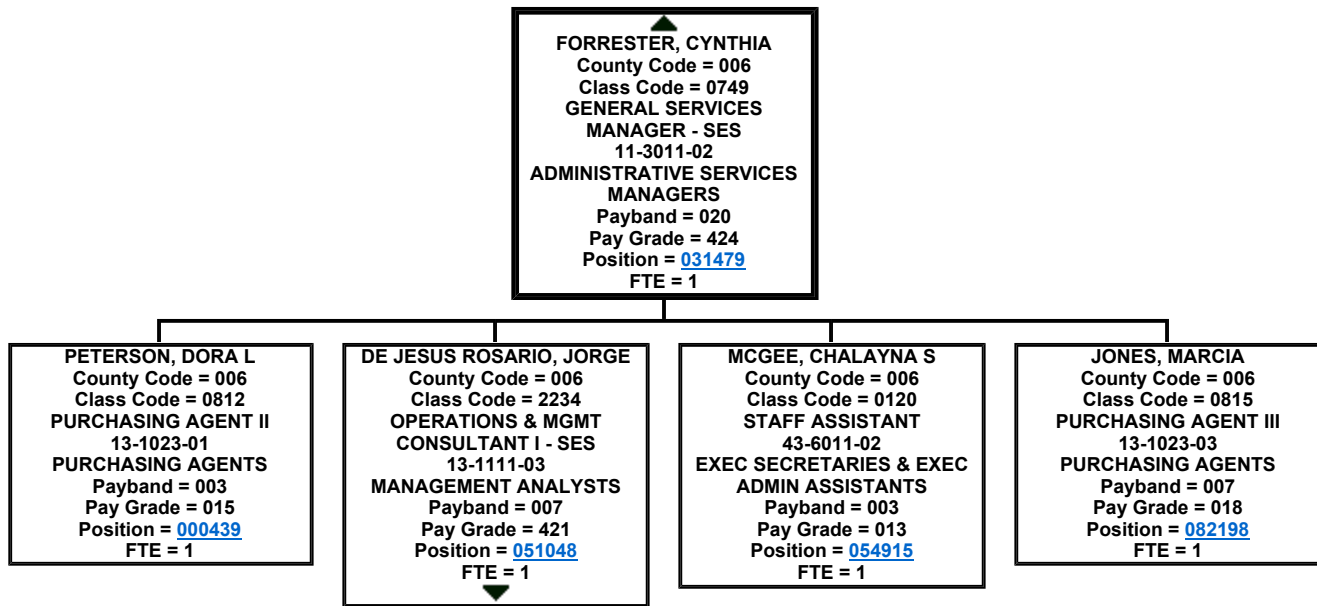 FORRESTER, CYNTHIA
County Code = 006
Class Code = 0749
GENERAL SERVICES
MANAGER - SES
11-3011-02
ADMINISTRATIVE SERVICES
MANAGERS
Payband = 020
Pay Grade = 424
Position = 031479
FTE = 1
PETERSON, DORA L
County Code = 006
Class Code = 0812
PURCHASING AGENT II
13-1023-01
PURCHASING AGENTS
Payband = 003
Pay Grade = 015
Position = 000439
FTE = 1
DE JESUS ROSARIO, JORGE
County Code = 006
Class Code = 2234
OPERATIONS & MGMT
CONSULTANT I - SES
13-1111-03
MANAGEMENT ANALYSTS
Payband = 007
Pay Grade = 421
Position = 051048
FTE = 1
MCGEE, CHALAYNA S
County Code = 006
Class Code = 0120
STAFF ASSISTANT
43-6011-02
EXEC SECRETARIES & EXEC
ADMIN ASSISTANTS
Payband = 003
Pay Grade = 013
Position = 054915
FTE = 1
JONES, MARCIA
County Code = 006
Class Code = 0815
PURCHASING AGENT III
13-1023-03
PURCHASING AGENTS
Payband = 007
Pay Grade = 018
Position = 082198
FTE = 1